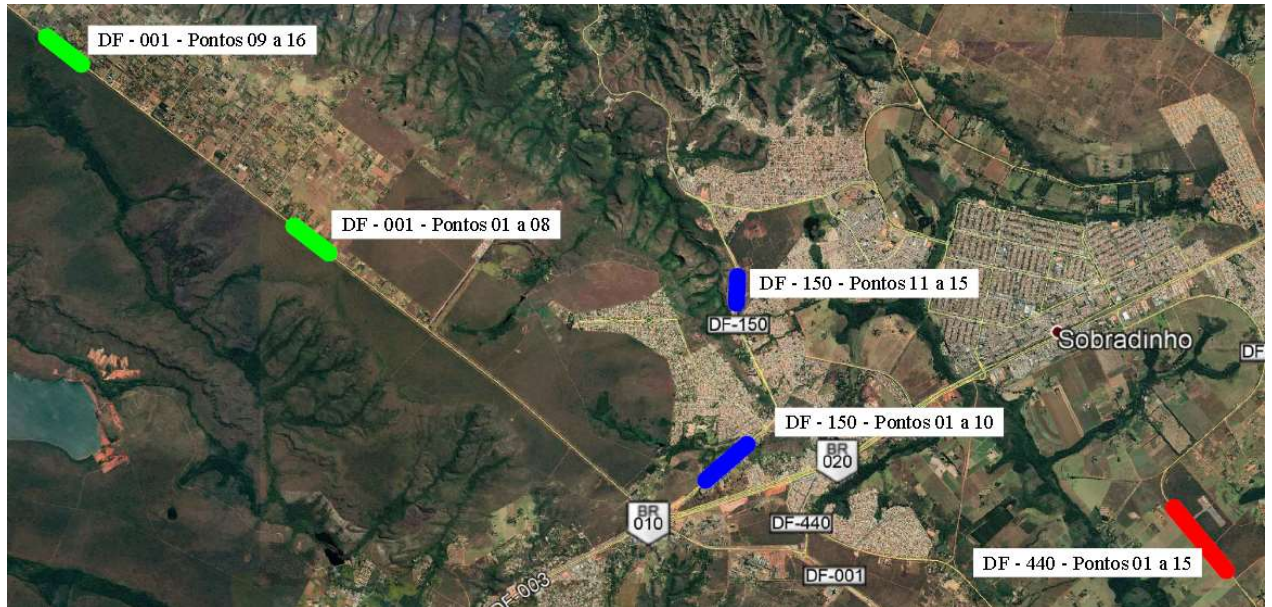 DF - 001 - Pontos 09 a 16
DF - 001 - Pontos 01 a 08
DF - 150 - Pontos 11 a 15
DF-150
Sobradinho
DF-
DF - 150 - Pontos 01 a 10
BR
020
BR
010
DF-440
DF - 440 - Pontos 01 a 15
DF-001
DF-003